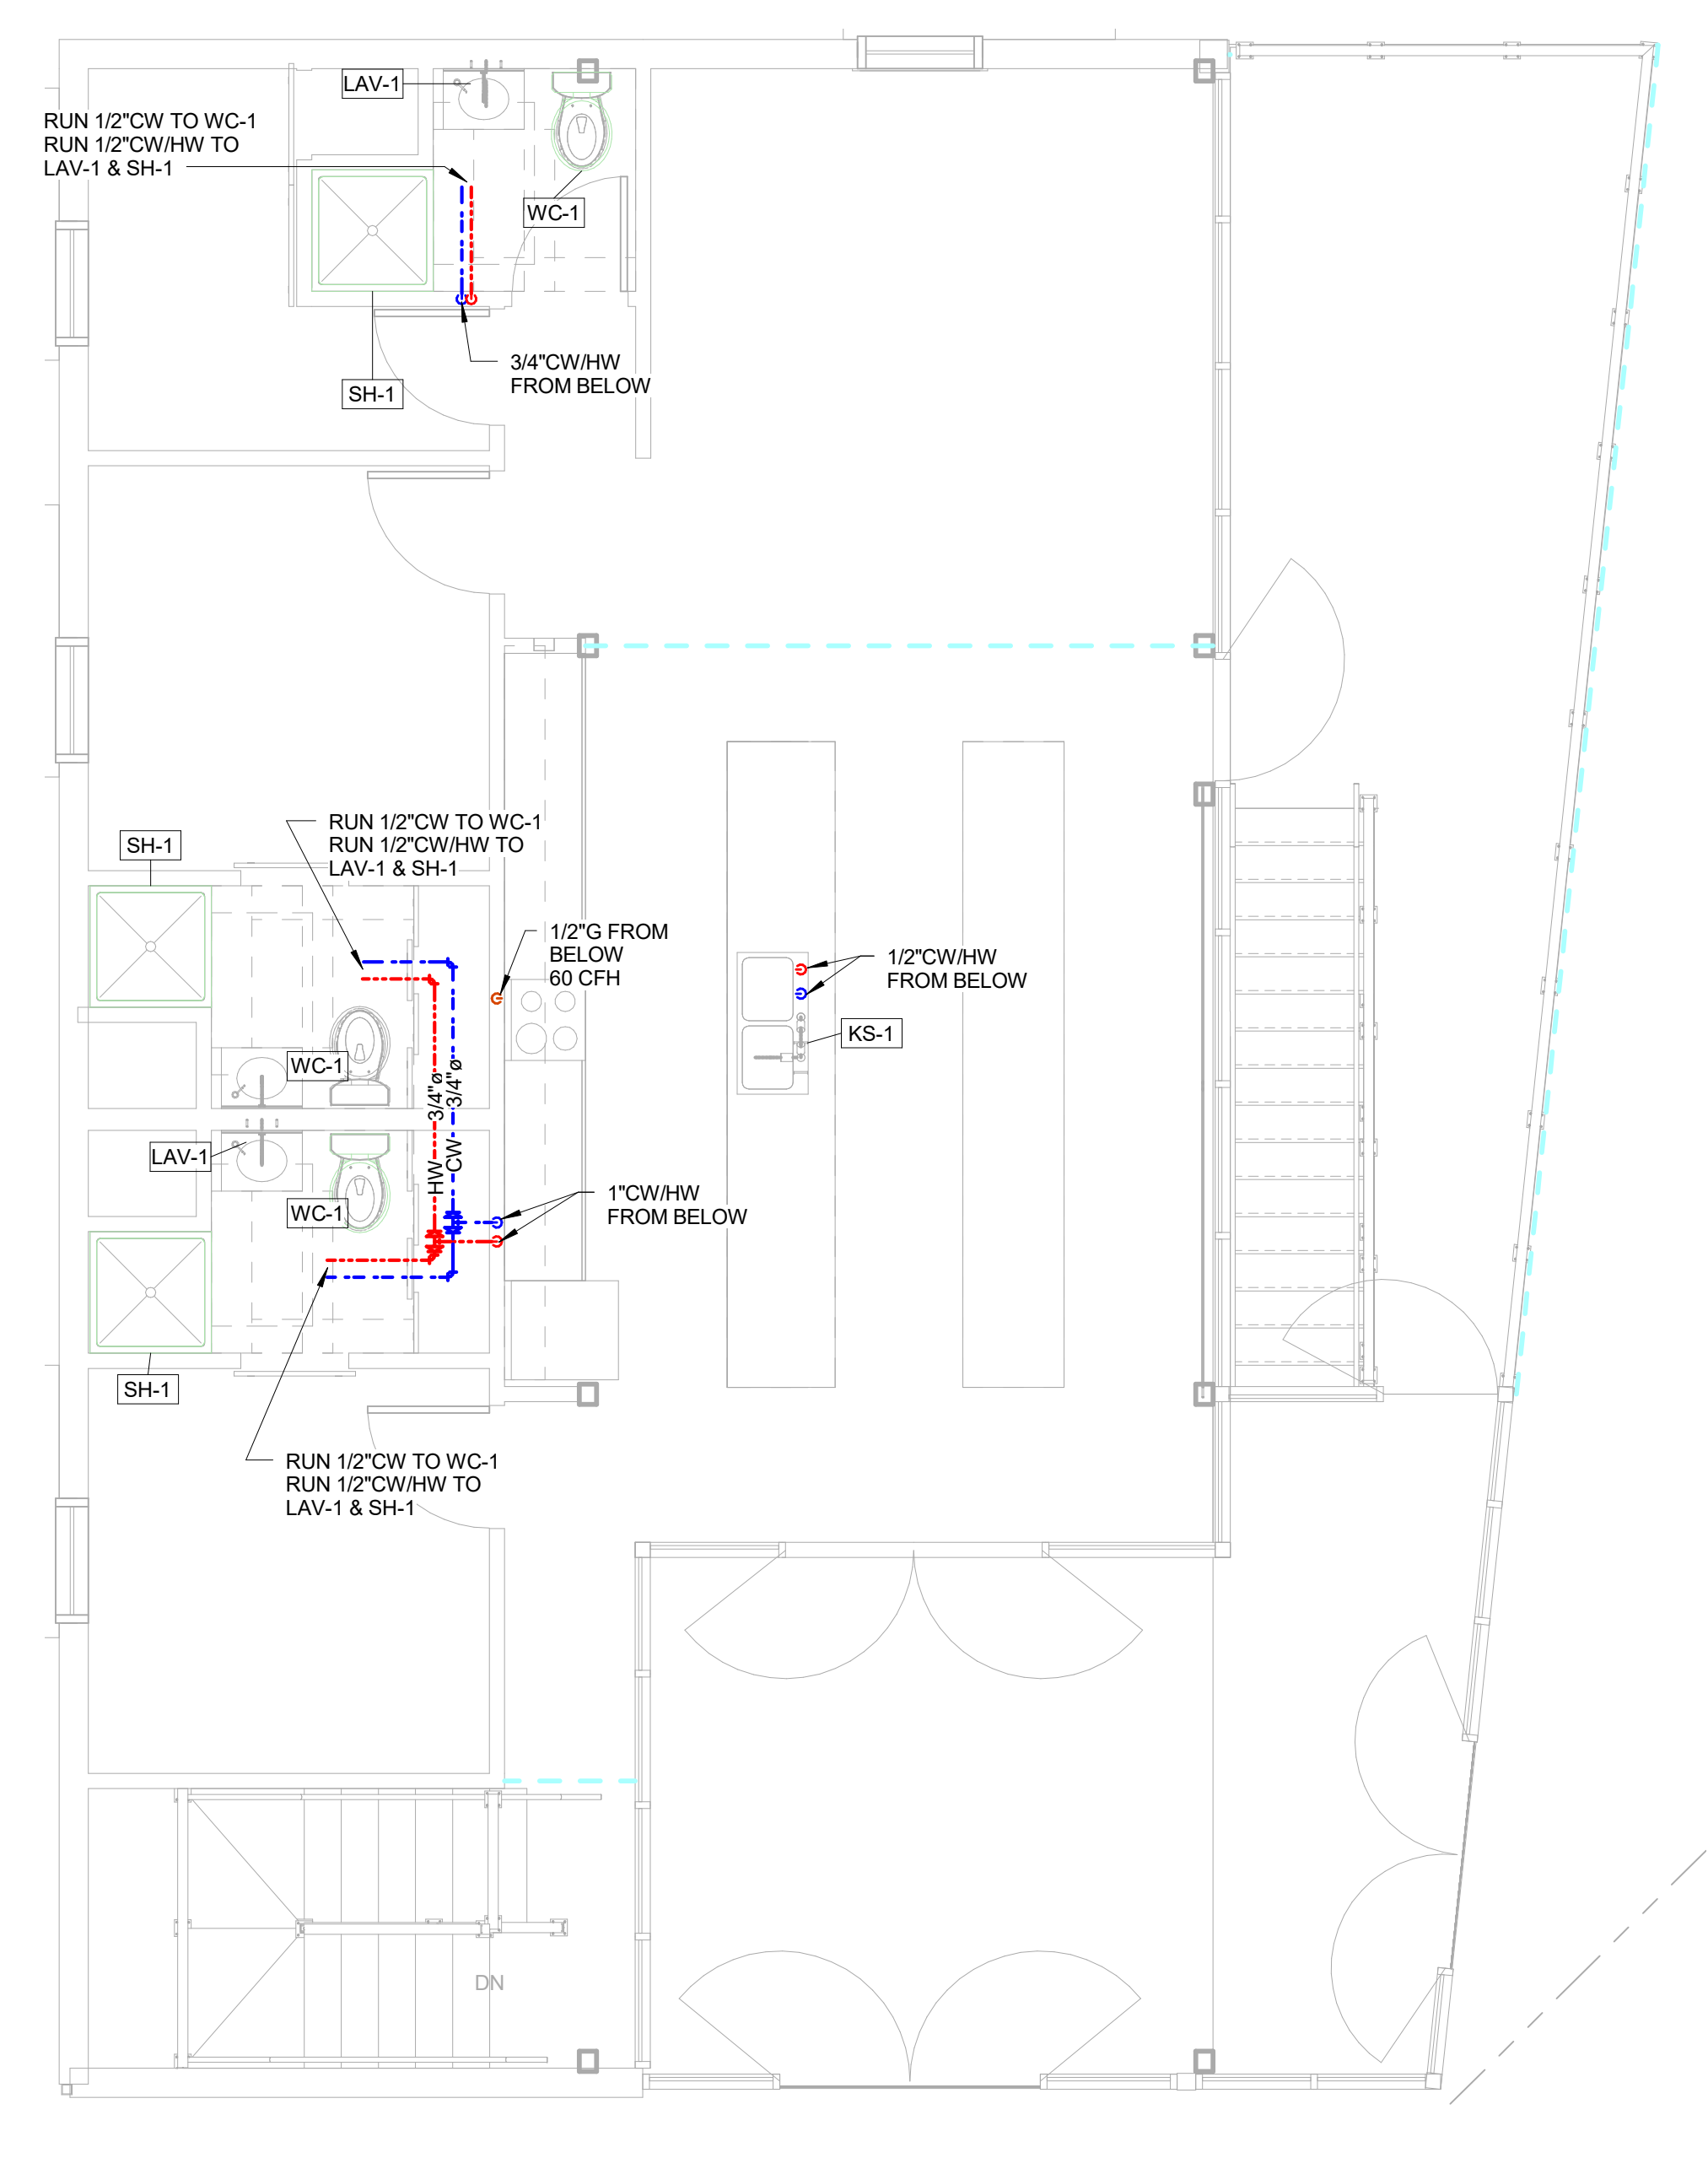 LAV-1
RUN 1/2"CW TO WC-1
RUN 1/2"CW/HW TO
LAV-1 & SH-1
WC-1
3/4"CW/HW
FROM BELOW
SH-1
RUN 1/2"CW TO WC-1
RUN 1/2"CW/HW TO
LAV-1 & SH-1
SH-1
1/2"G FROM
BELOW
60 CFH
1/2"CW/HW
FROM BELOW
KS-1
WC-1
3/4"ø
3/4"ø
HW
CW
LAV-1
WC-1
1"CW/HW
FROM BELOW
SH-1
RUN 1/2"CW TO WC-1
RUN 1/2"CW/HW TO
LAV-1 & SH-1
DN